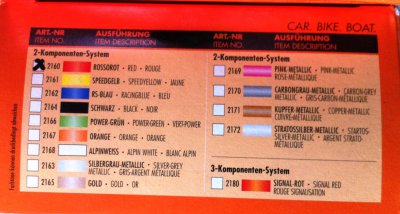 CAR. BIKE. BOAT.
ART.-NR AUSFÜHRUNG
ITEM NO. ITEM DESCRIPTION
2-Komponenten-System
2160 ROSSOROT - RED - ROUGE
2161 SPEEDGELB - SPEEDYELLOW - JAUNE
2162 RS-BLAU - RACINGBLUE - BLEU
2164 SCHWARZ - BLACK - NOIR
2166 POWER-GRÜN - POWER-GREEN - VERT-POWER
2167 ORANGE - ORANGE - ORANGE
2168 ALPINWEISS - ALPIN WHITE - BLANC ALPIN
2163 SILBERGRAU-METALLIC - SILVER-GREY
METALLIC - GRIS-ARGENT METALLIQUE
2165 GOLD - GOLD - OR
ART.-NR AUSFÜHRUNG
ITEM NO. ITEM DESCRIPTION
2-Komponenten-System
2169 PINK-METALLIC - PINK-METALLIC
ROSE-METALLIQUE
2170 CARBONGRAU-METALLIC - CARBON-GREY
METALLIC - GRIS-CARBON-METALLIQUE
2171 KUPFER-METALLIC - COPPER-METALLIC
CUIVRE-METALLIQUE
2172 STRATOSSILBER-METALLIC - STARTOS-
SILVER-METALLIC - ARGENT STRATO-
METALLIQUE
3-Komponenten-System
2180 SIGNAL-ROT - SIGNAL RED
ROUGE SIGNALISATION